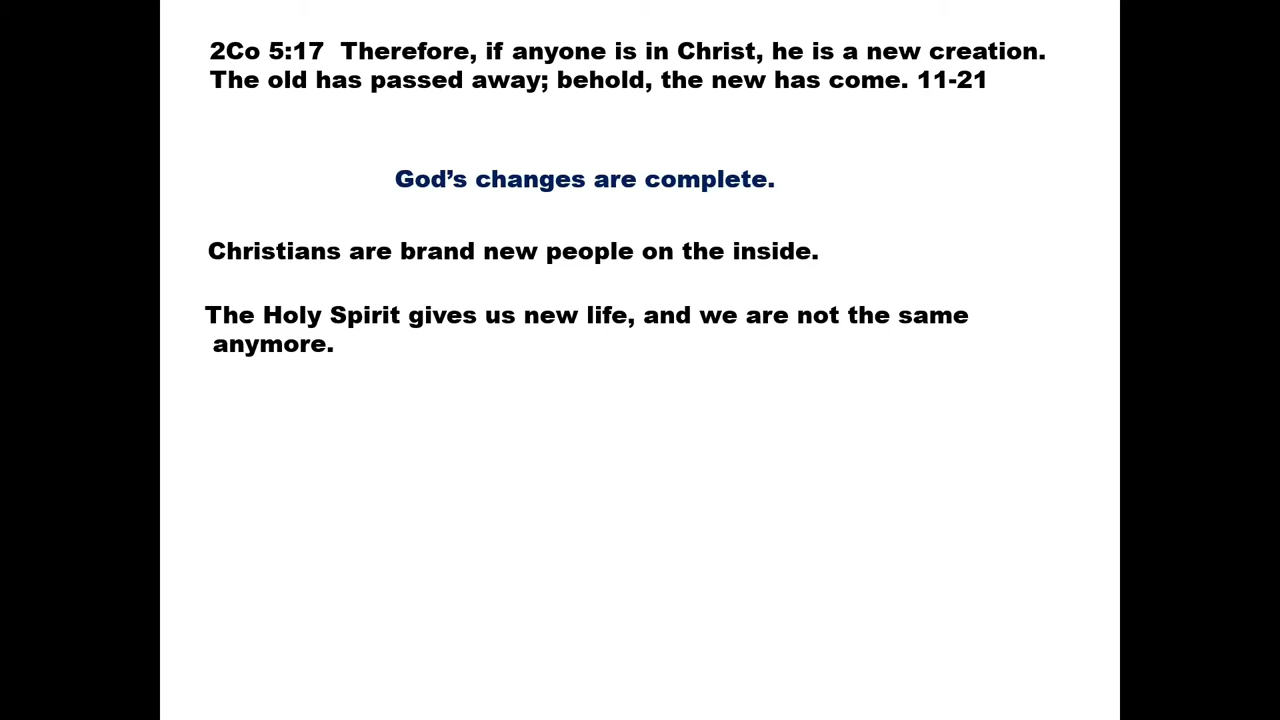 2Co 5:17  Therefore, if anyone is in Christ, he is a new creation.
The old has passed away; behold, the new has come. 11-21
God’s changes are complete.
Christians are brand new people on the inside.
The Holy Spirit gives us new life, and we are not the same
anymore.